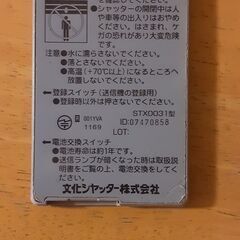 ●シャッターの開閉中は人
や車等の出入りはおやめ
ください。はさまれ、ケ
ガの恐れがあり大変危険
です。
注意 ●水に濡らさないでください
●落とさないでください
●高温(+70℃以上)になるところへ
放置しないでください
←登録スイッチ(送信機の登録用)
●登録時以外は押さないでください
STX0031型
001YVA
1169
ID:07470858
LOT:
→電池交換スイッチ
●電池寿命は約1年です。
●送信ランプが暗くなった時は取扱説明
書をご覧の上、電池交換してください。
文化シャッター株式会社